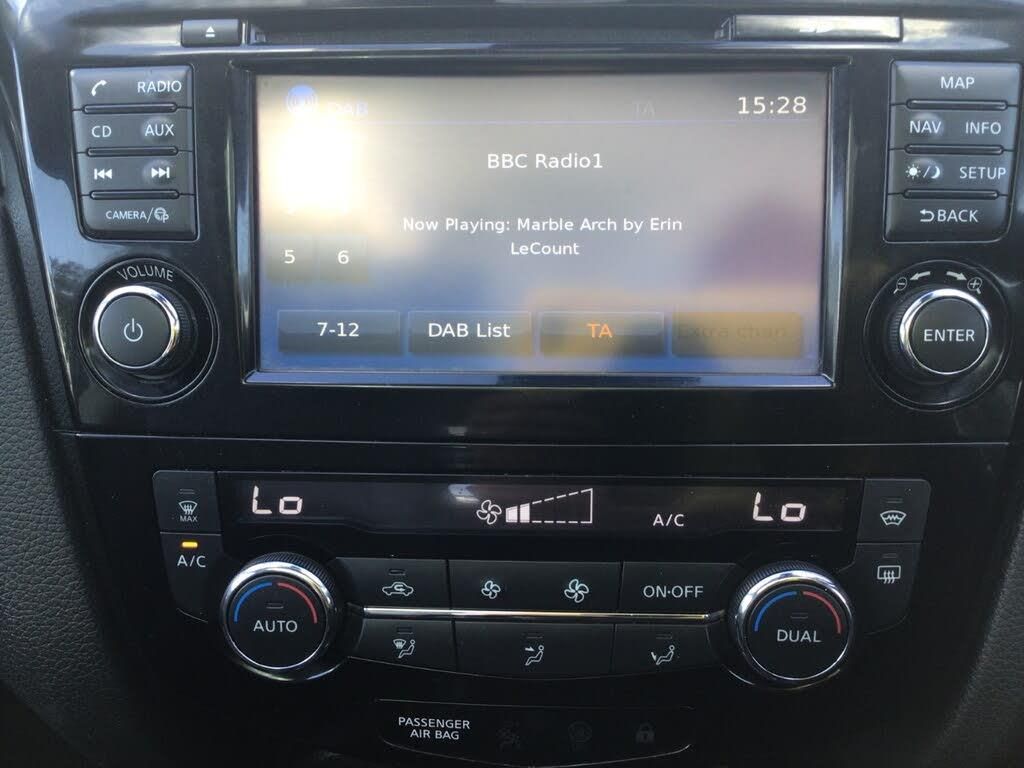 RADIO
CD AUX
CAMERA/
VOLUME
DAB
TA
15:28
BBC Radio1
Now Playing: Marble Arch by Erin
LeCount
5 6
7-12 DAB List TA Extra chan.
MAP
NAV INFO
SETUP
BACK
ENTER
MAX
Lo A/C Lo
A/C
AUTO
ON·OFF
DUAL
PASSENGER
AIR BAG